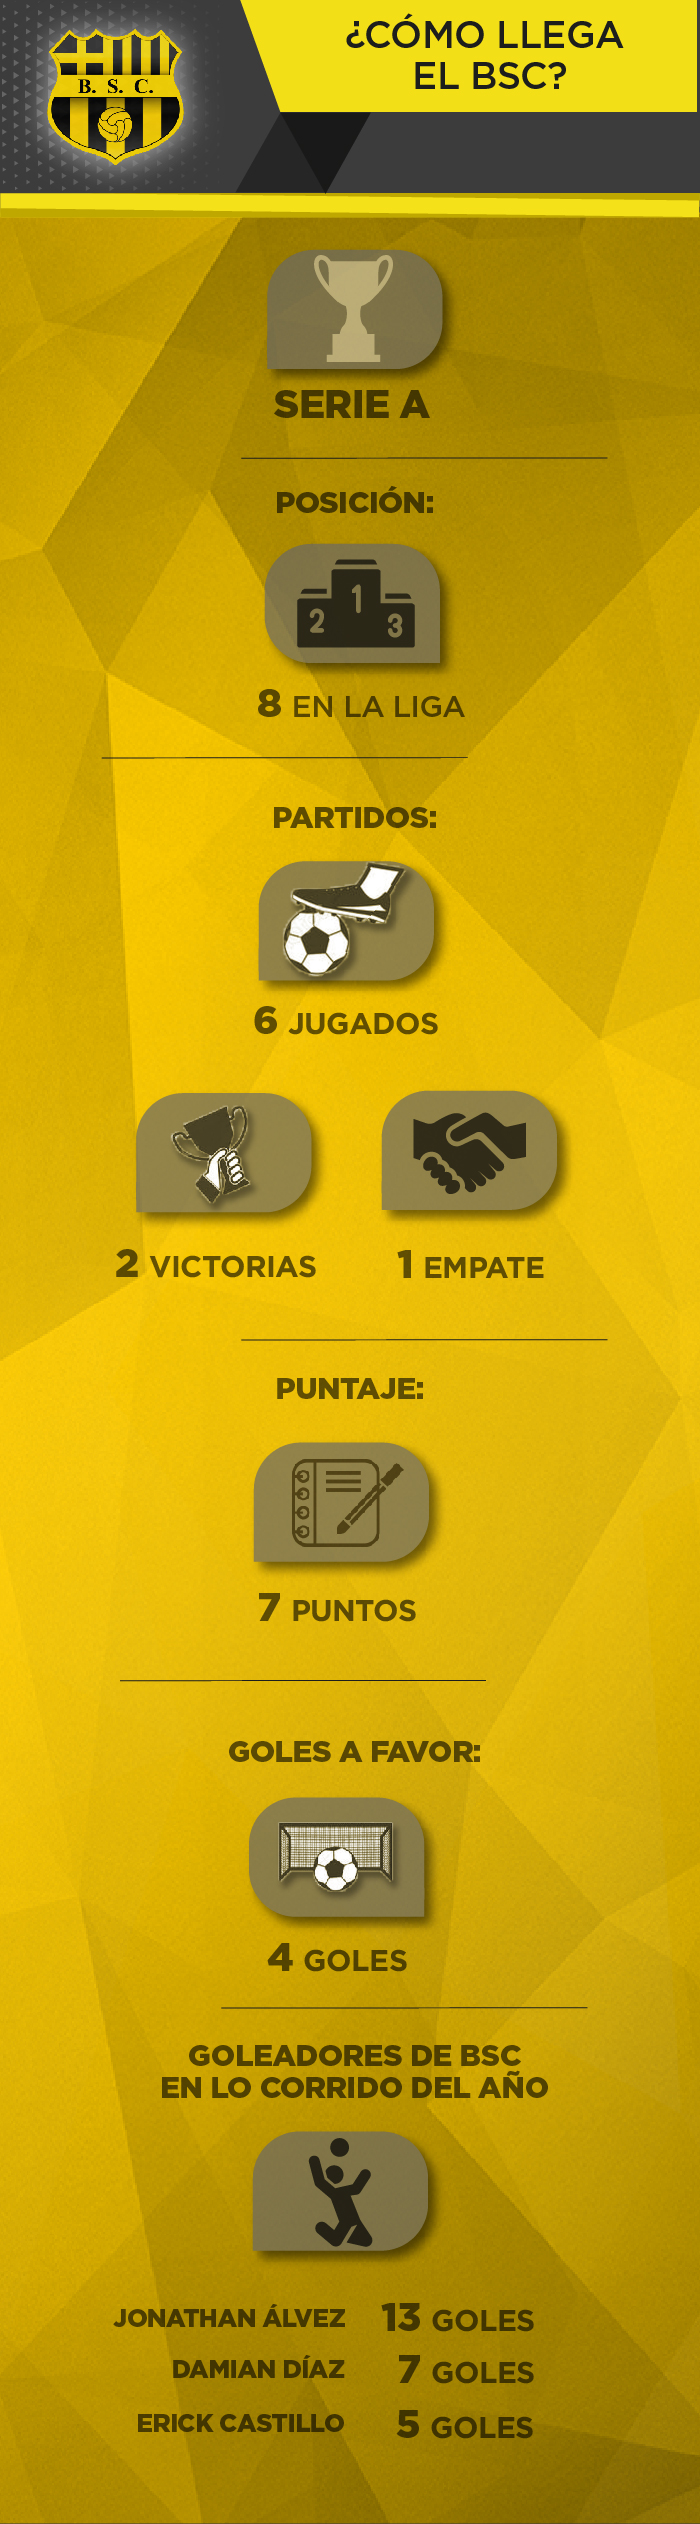 B. S. C.
¿CÓMO LLEGA
EL BSC?
SERIE A
POSICIÓN:
1
2
3
8 EN LA LIGA
PARTIDOS:
6 JUGADOS
2 VICTORIAS
1 EMPATE
PUNTAJE:
7 PUNTOS
GOLES A FAVOR:
4 GOLES
GOLEADORES DE BSC
EN LO CORRIDO DEL AÑO
JONATHAN ÁLVEZ 13 GOLES
DAMIAN DÍAZ 7 GOLES
ERICK CASTILLO 5 GOLES